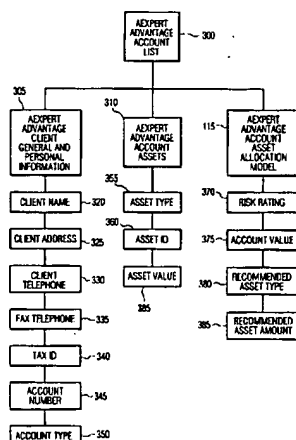 AEXPERT
ADVANTAGE
ACCOUNT
LIST
300
305
AEXPERT
ADVANTAGE
CLIENT
GENERAL AND
PERSONAL
INFORMATION
CLIENT NAME
320
CLIENT ADDRESS
325
CLIENT
TELEPHONE
330
FAX TELEPHONE
335
TAX ID
340
ACCOUNT
NUMBER
345
ACCOUNT TYPE
350
310
AEXPERT
ADVANTAGE
ACCOUNT
ASSETS
355
ASSET TYPE
360
ASSET ID
ASSET VALUE
365
115
AEXPERT
ADVANTAGE
ACCOUNT
ASSET
ALLOCATION
MODEL
370
RISK RATING
375
ACCOUNT VALUE
380
RECOMMENDED
ASSET TYPE
385
RECOMMENDED
ASSET AMOUNT